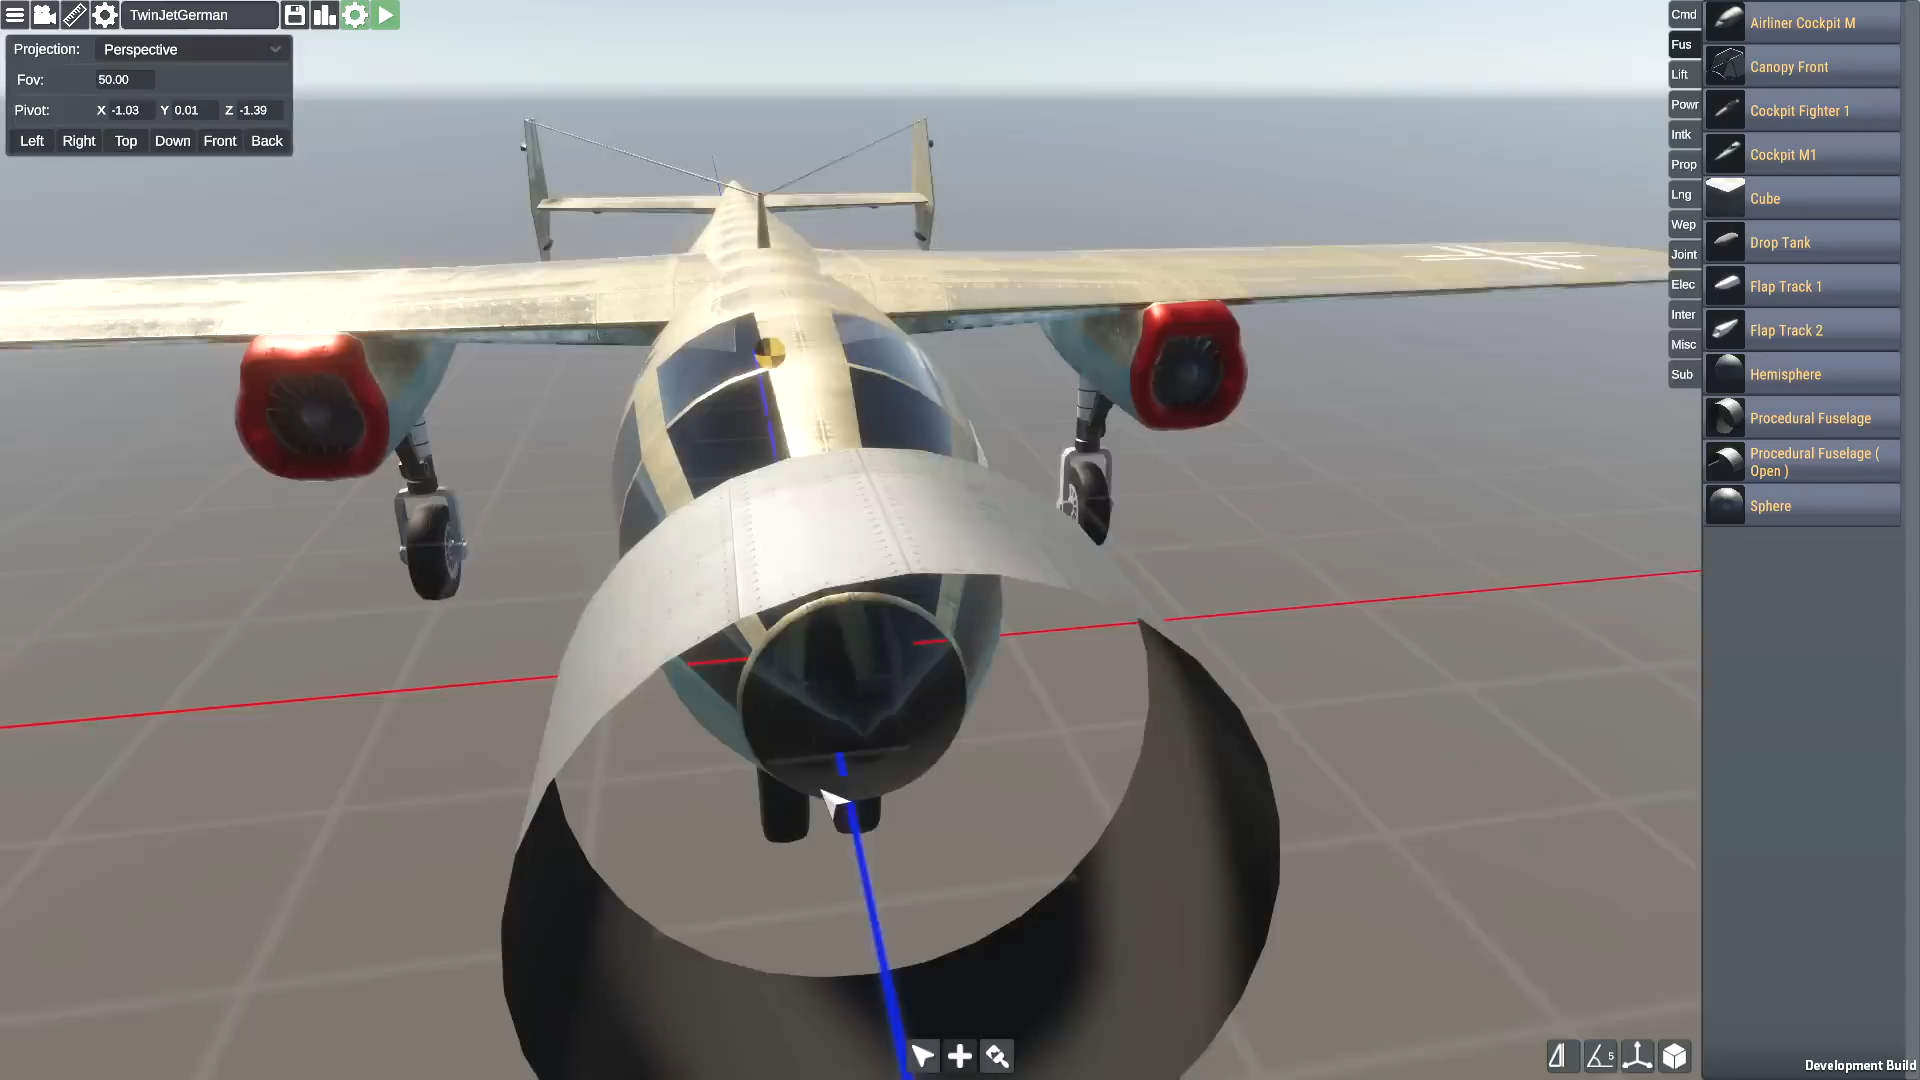 TwinJetGerman
Projection: Perspective
Fov: 50.00
Pivot: X -1.03 Y 0.01 Z -1.39
Left Right Top Down Front Back
Cmd
Fus
Lift
Powr
Intk
Prop
Lng
Wep
Joint
Elec
Inter
Misc
Sub
Airliner Cockpit M
Canopy Front
Cockpit Fighter 1
Cockpit M1
Cube
Drop Tank
Flap Track 1
Flap Track 2
Hemisphere
Procedural Fuselage
Procedural Fuselage (
Open )
Sphere
5
Development Build